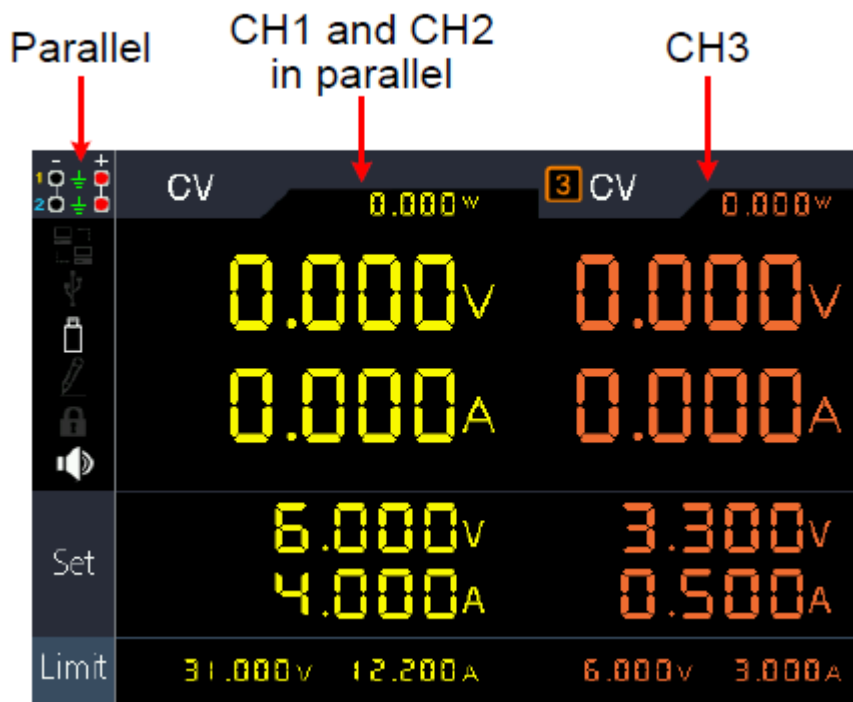 Parallel
CH1 and CH2
in parallel
CH3
- +
1
2
CV
0.000W
3 CV
0.000W
0.000V
0.000V
0.000A
0.000A
Set
6.000V
3.300V
4.000A
0.500A
Limit
31.000V 12.200A
6.000V 3.000A